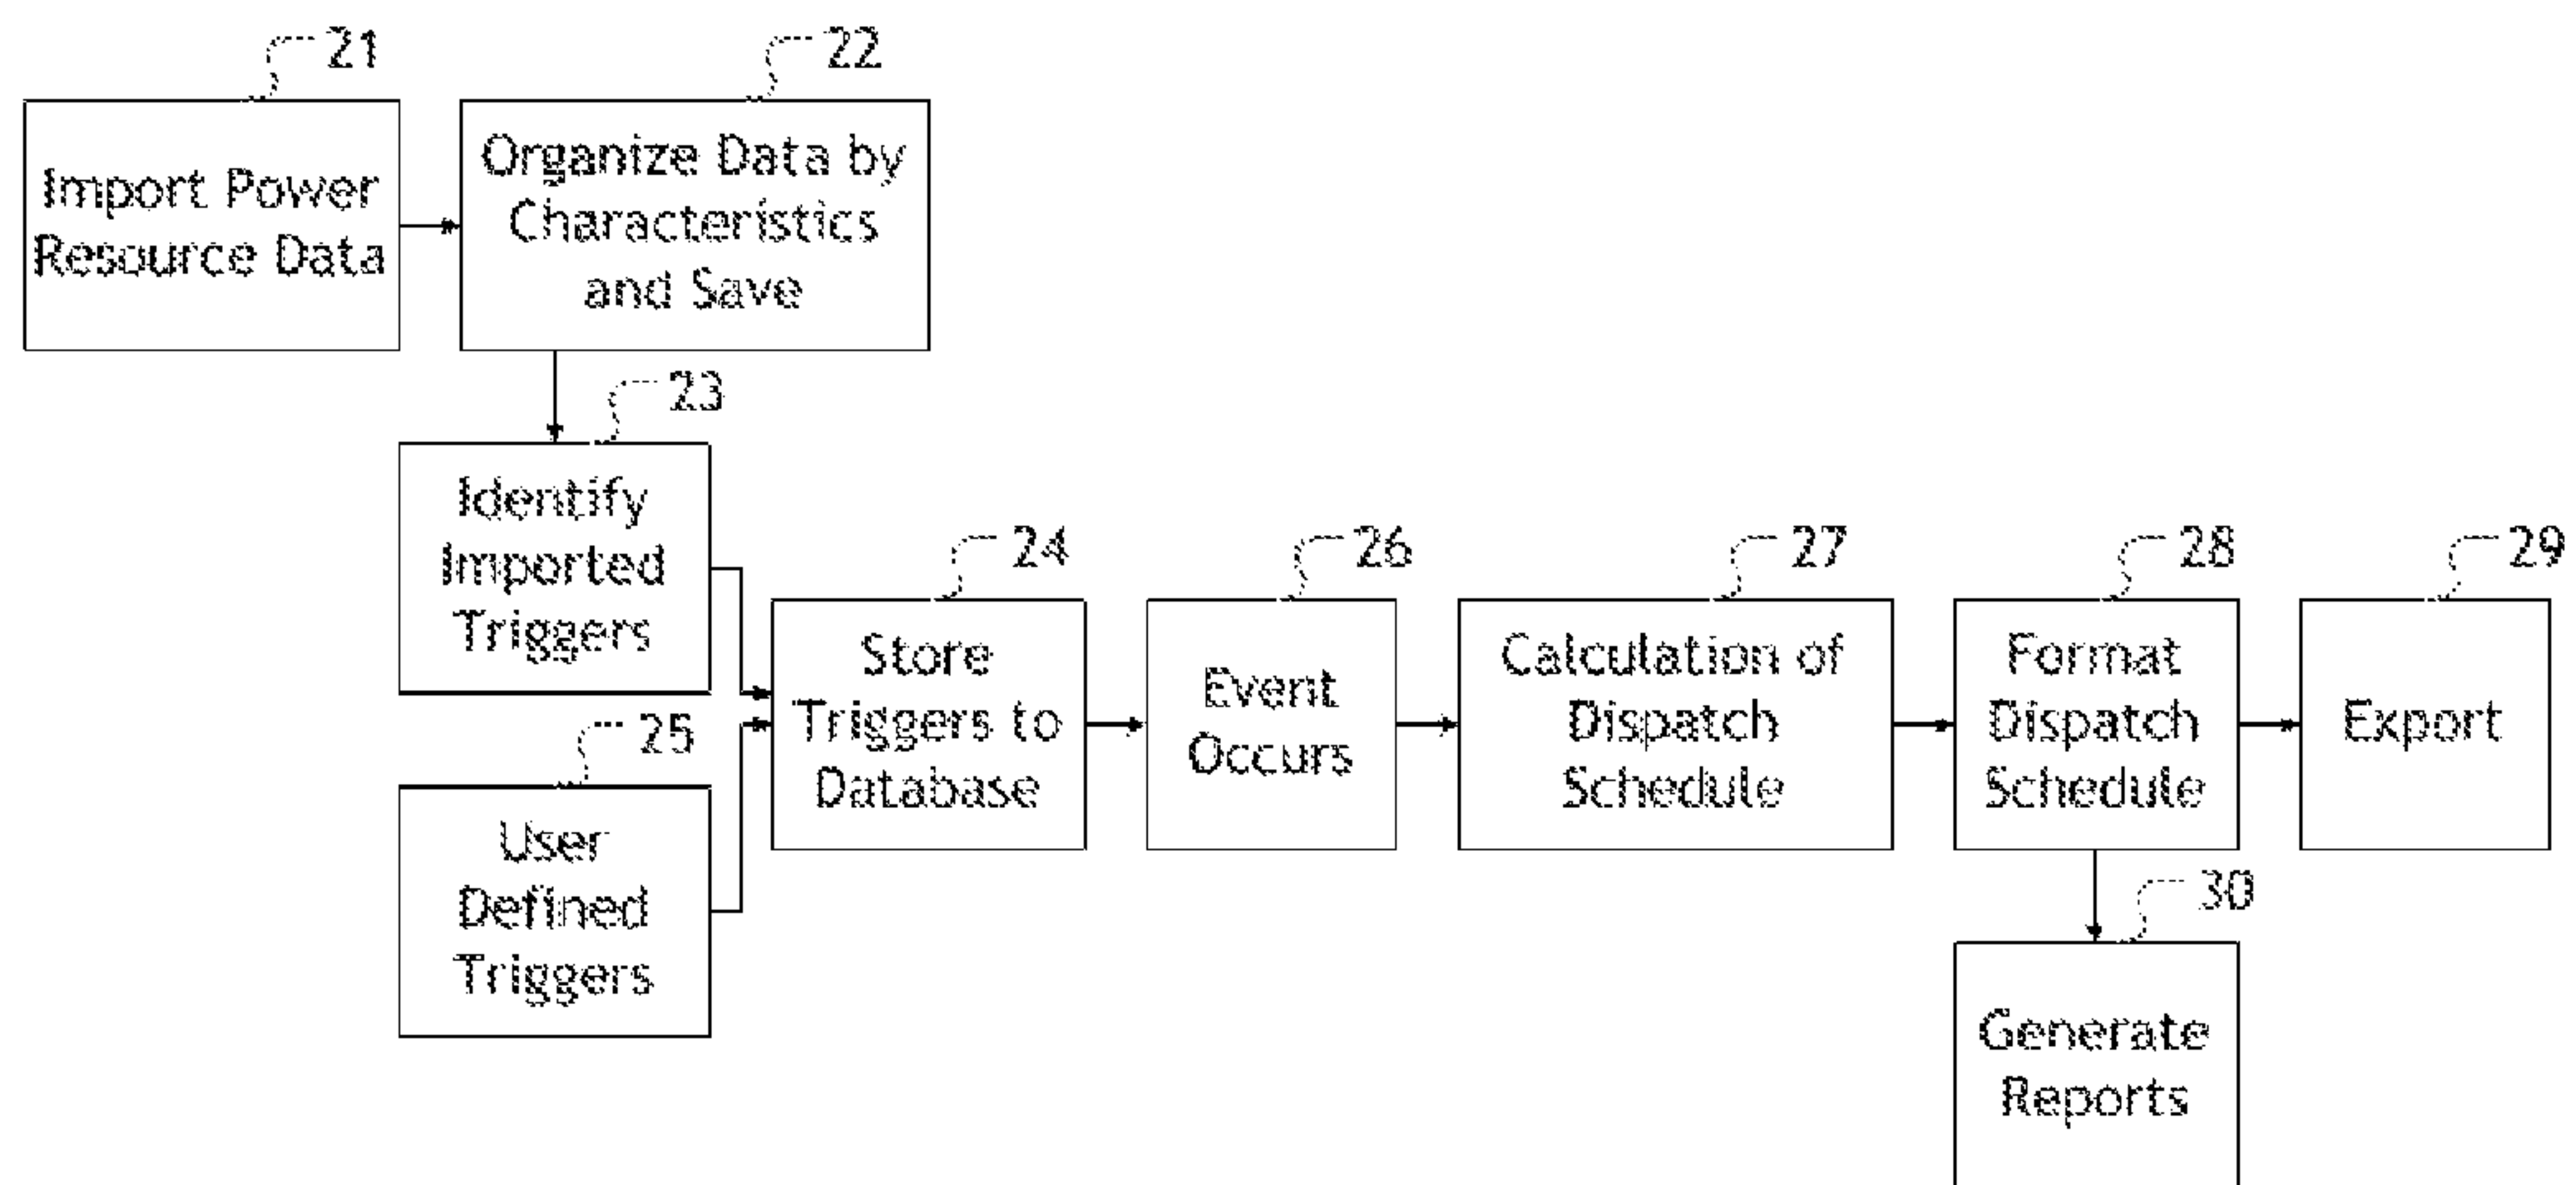 21
Import Power
Resource Data
22
Organize Data by
Characteristics
and Save
23
Identify
Imported
Triggers
25
User
Defined
Triggers
24
Store
Triggers to
Database
26
Event
Occurs
27
Calculation of
Dispatch
Schedule
28
Format
Dispatch
Schedule
29
Export
30
Generate
Reports